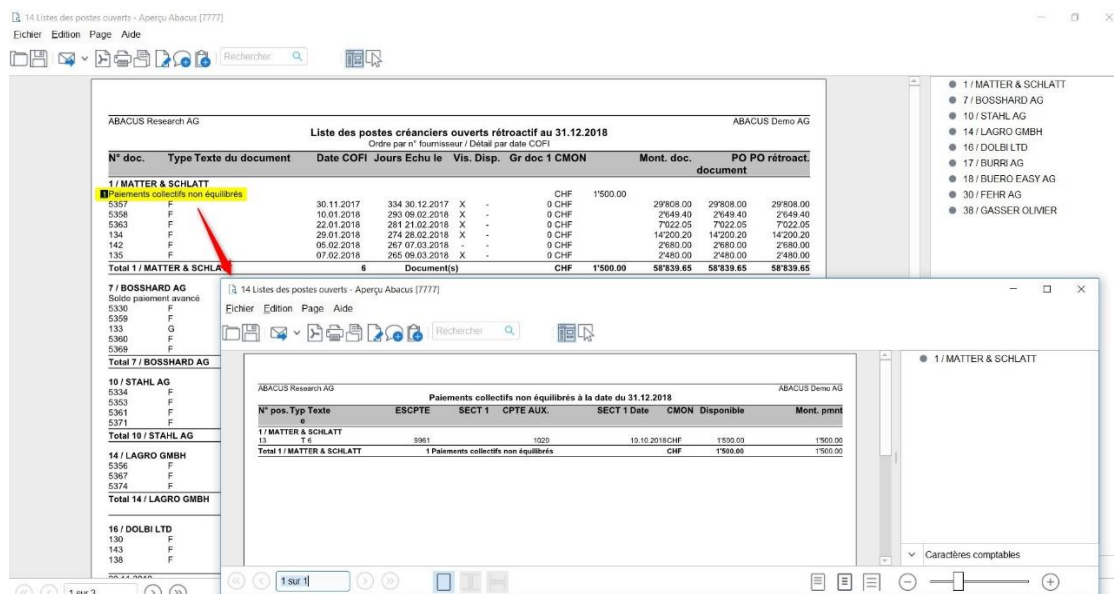 14 Listes des postes ouverts - Aperçu Abacus [7777]
Eichier Edition Page Aide
Rechercher
ABACUS Research AG ABACUS Demo AG
Liste des postes créanciers ouverts rétroactif au 31.12.2018
Ordre par n° fournisseur / Détail par date COFI
N° doc. Type Texte du document Date COFI Jours Echu le Vis. Disp. Gr doc 1 CMON Mont. doc. PO PO rétroact.
document
1 / MATTER & SCHLATT
1 Paiements collectifs non équilibrés CHF 1'500.00
5357 F 30.11.2017 334 30.12.2017 X - 0 CHF 29'808.00 29'808.00 29'808.00
5358 F 10.01.2018 293 09.02.2018 X - 0 CHF 2'649.40 2'649.40 2'649.40
5363 F 22.01.2018 281 21.02.2018 X - 0 CHF 7'022.05 7'022.05 7'022.05
134 F 29.01.2018 274 28.02.2018 X - 0 CHF 14'200.20 14'200.20 14'200.20
142 F 05.02.2018 267 07.03.2018 - - 0 CHF 2'680.00 2'680.00 2'680.00
135 F 07.02.2018 265 09.03.2018 X - 0 CHF 2'480.00 2'480.00 2'480.00
Total 1 / MATTER & SCHLA 6 Document(s) CHF 1'500.00 58'839.65 58'839.65 58'839.65
7 / BOSSHARD AG
Solde paiement avancé
5330 F
5359 F
133 G
5360 F
5369 F
Total 7 / BOSSHARD AG
10 / STAHL AG
5334 F
5353 F
5361 F
5371 F
Total 10 / STAHL AG
14 / LAGRO GMBH
5356 F
5367 F
5374 F
Total 14 / LAGRO GMBH
16 / DOLBI LTD
130 F
143 F
138 F
1 sur 3
1 / MATTER & SCHLATT
7 / BOSSHARD AG
10 / STAHL AG
14 / LAGRO GMBH
16 / DOLBI LTD
17 / BURRI AG
18 / BUERO EASY AG
30 / FEHR AG
38 / GASSER OLIVIER
14 Listes des postes ouverts - Aperçu Abacus [7777]
Eichier Edition Page Aide
Rechercher
ABACUS Research AG ABACUS Demo AG
Paiements collectifs non équilibrés à la date du 31.12.2018
N° pos. Typ Texte ESCPTE SECT 1 CPTE AUX. SECT 1 Date CMON Disponible Mont. pmnt
e
1 / MATTER & SCHLATT
13 T 6 9961 1020 10.10.2018 CHF 1'500.00 1'500.00
Total 1 / MATTER & SCHLATT 1 Paiements collectifs non équilibrés CHF 1'500.00 1'500.00
1 / MATTER & SCHLATT
Caractères comptables
1 sur 1